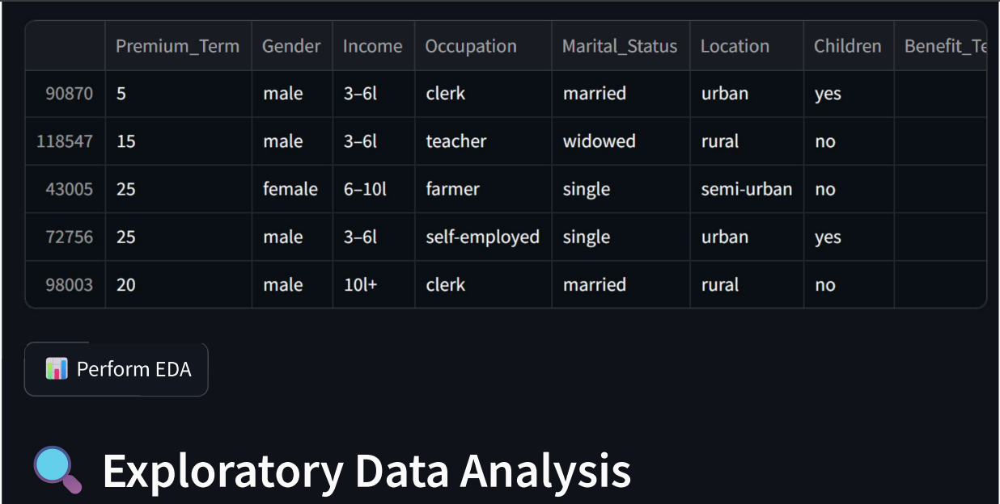 Premium_Term Gender Income Occupation Marital_Status Location Children Benefit_Te
90870 5 male 3–6l clerk married urban yes
118547 15 male 3–6l teacher widowed rural no
43005 25 female 6–10l farmer single semi-urban no
72756 25 male 3–6l self-employed single urban yes
98003 20 male 10l+ clerk married rural no
Perform EDA
Exploratory Data Analysis